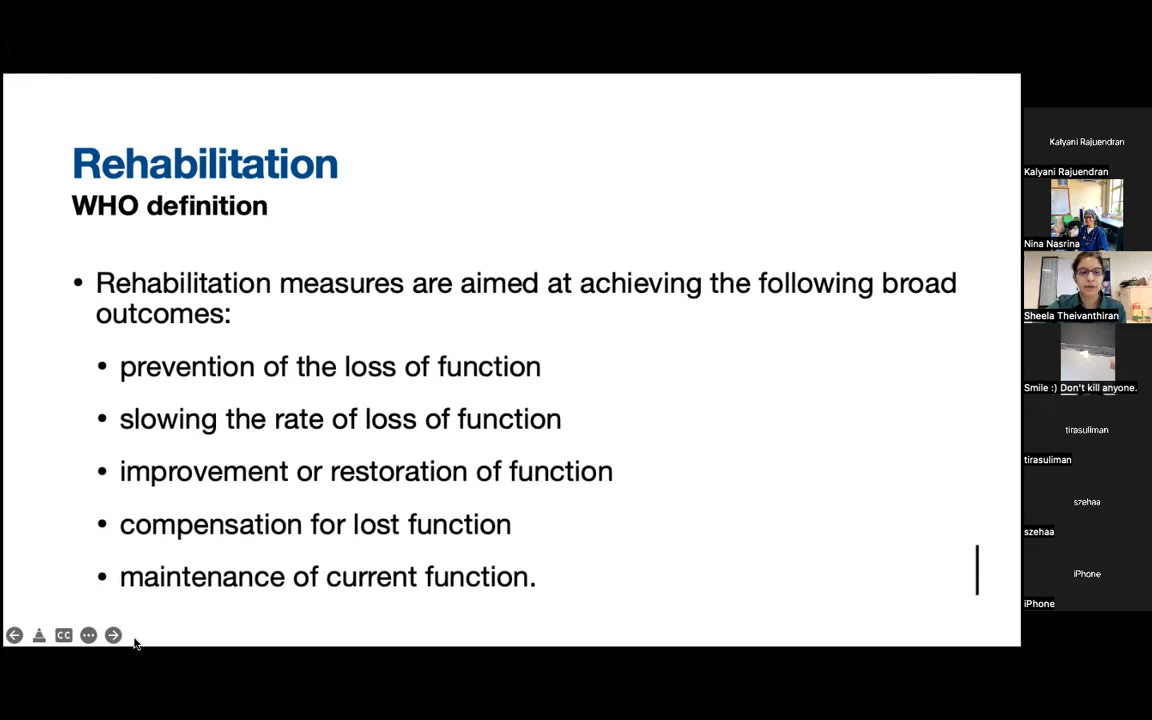 Rehabilitation
WHO definition
• Rehabilitation measures are aimed at achieving the following broad
outcomes:
• prevention of the loss of function
• slowing the rate of loss of function
• improvement or restoration of function
• compensation for lost function
• maintenance of current function.
CC
Kalyani Rajuendran
Kalyani Rajuendran
Nina Nasrina
Sheela Theivanthiran
Smile :) Don't kill anyone.
tirasuliman
tirasuliman
szehaa
szehaa
iPhone
iPhone